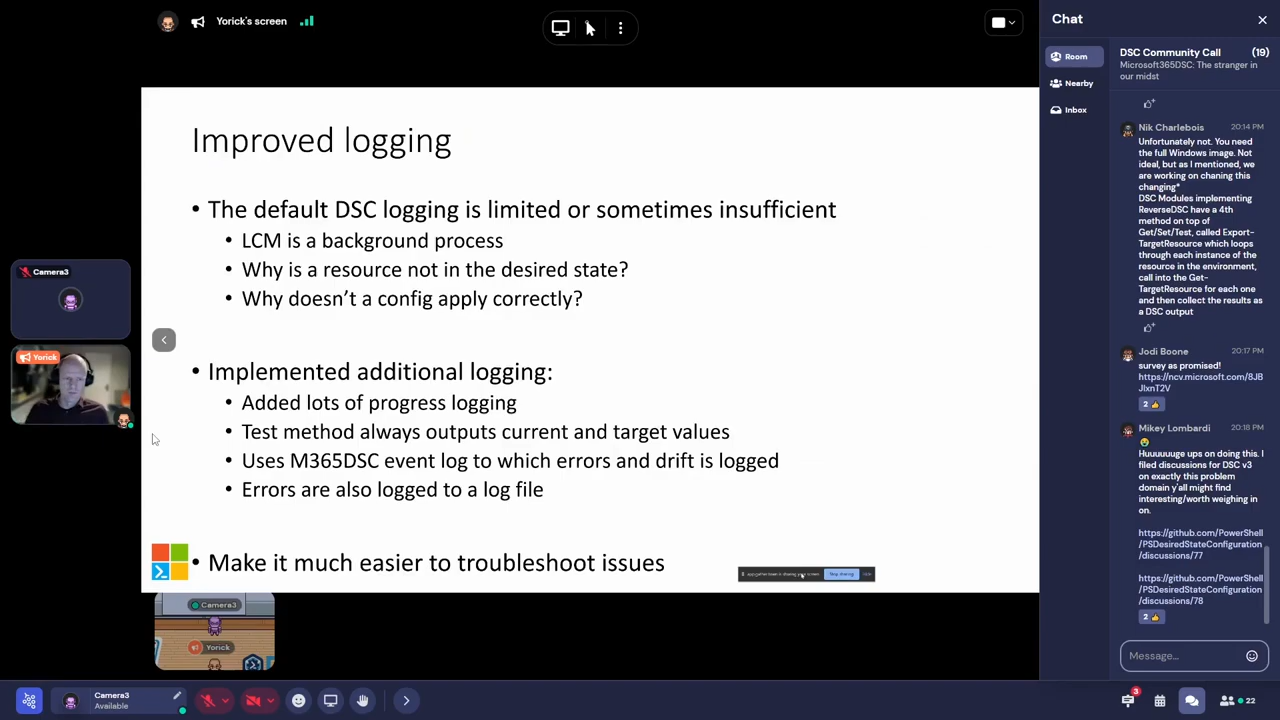 Yorick's screen
Improved logging
• The default DSC logging is limited or sometimes insufficient
• LCM is a background process
• Why is a resource not in the desired state?
• Why doesn't a config apply correctly?
• Implemented additional logging:
• Added lots of progress logging
• Test method always outputs current and target values
• Uses M365DSC event log to which errors and drift is logged
• Errors are also logged to a log file
• Make it much easier to troubleshoot issues
Stop sharing
Camera3
Yorick
Camera3
Yorick
Camera3
Available
Chat
Room
Nearby
Inbox
DSC Community Call (19)
Microsoft365DSC: The stranger in
our midst
Nik Charlebois 20:14 PM
Unfortunately not. You need
the full Windows image. Not
ideal, but as I mentioned, we
are working on chaning this
changing*
DSC Modules implementing
ReverseDSC have a 4th
method on top of
Get/Set/Test, called Export-
TargetResource which loops
through each instance of the
resource in the environment,
call into the Get-
TargetResource for each one
and then collect the results as
a DSC output
Jodi Boone 20:17 PM
survey as promised!
https://ncv.microsoft.com/8JB
JlxnT2V
2
Mikey Lombardi 20:18 PM
Huuuuuuge ups on doing this. I
filed discussions for DSC v3
on exactly this problem
domain y'all might find
interesting/worth weighing in
on.
https://github.com/PowerShell
/PSDesiredStateConfiguration
/discussions/77
https://github.com/PowerShell
/PSDesiredStateConfiguration
/discussions/78
2
Message...
3
22